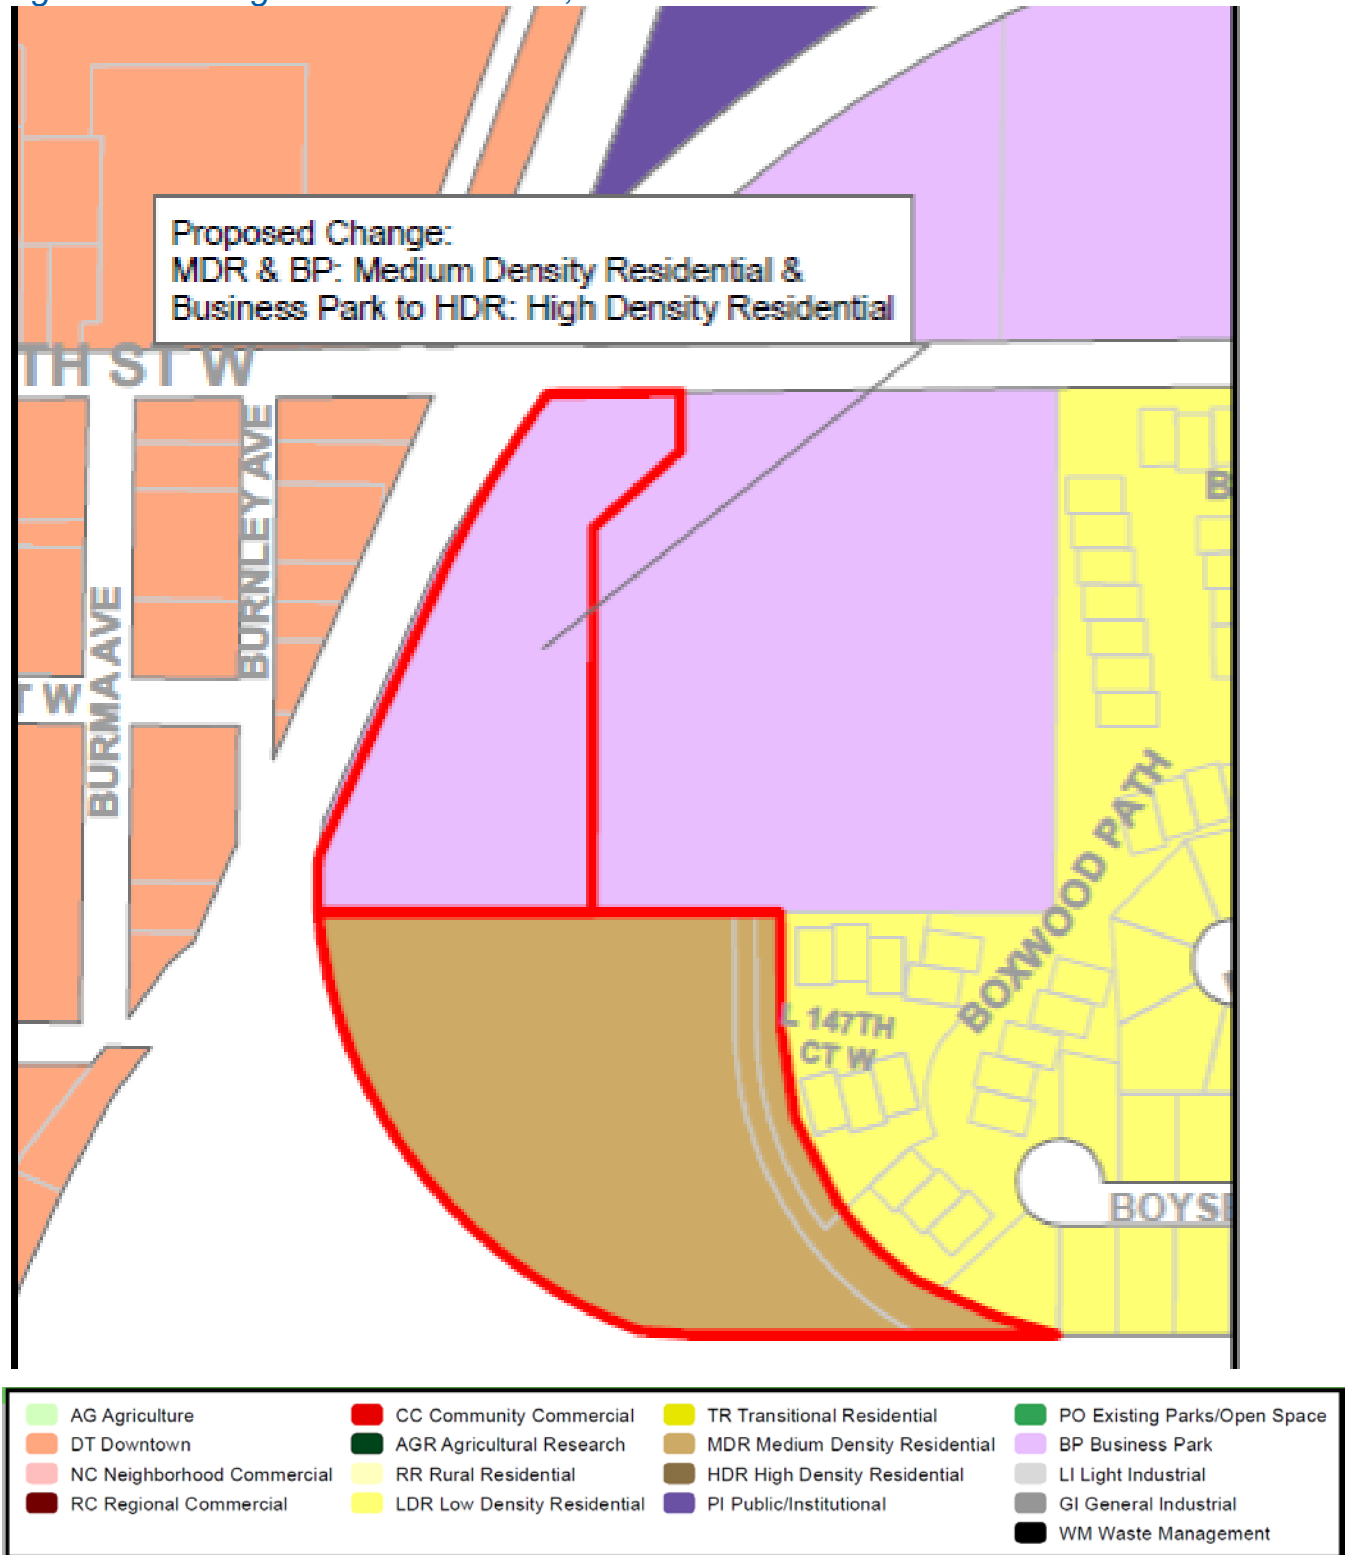 Proposed Change:
MDR & BP: Medium Density Residential &
Business Park to HDR: High Density Residential
TH ST W
BURNLEY AVE
BURMA AVE
T W
B
BOXWOOD PATH
L 147TH
CT W
BOYSE
AG Agriculture
DT Downtown
NC Neighborhood Commercial
RC Regional Commercial
CC Community Commercial
AGR Agricultural Research
RR Rural Residential
LDR Low Density Residential
TR Transitional Residential
MDR Medium Density Residential
HDR High Density Residential
PI Public/Institutional
PO Existing Parks/Open Space
BP Business Park
LI Light Industrial
GI General Industrial
WM Waste Management